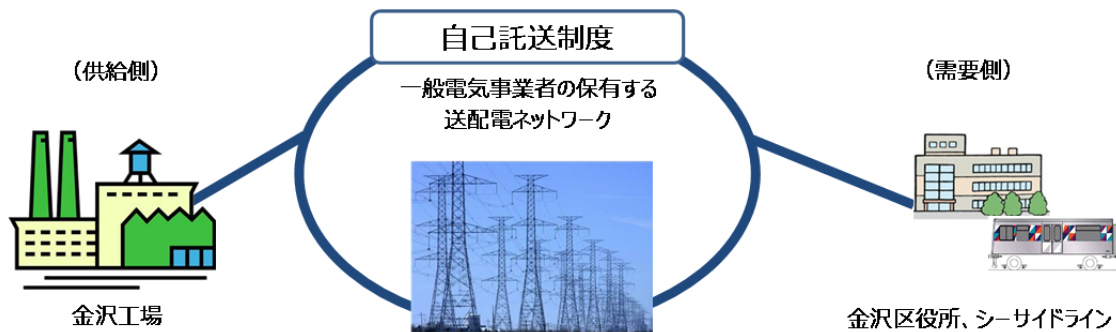 自己託送制度
（供給側）
一般電気事業者の保有する
送配電ネットワーク
（需要側）
金沢工場
金沢区役所、シーサイドライン